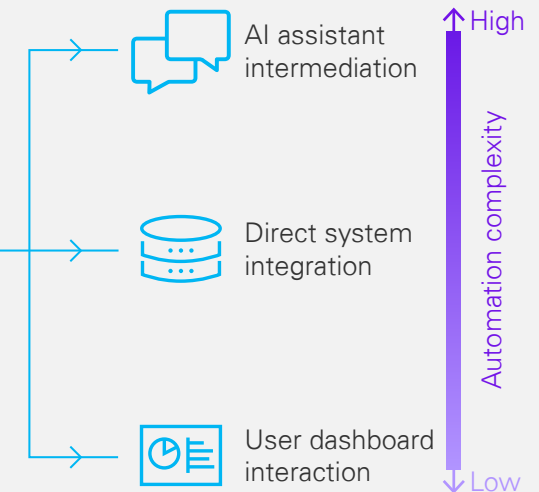 AI assistant
intermediation
High
Automation complexity
Direct system
integration
User dashboard
interaction
Low